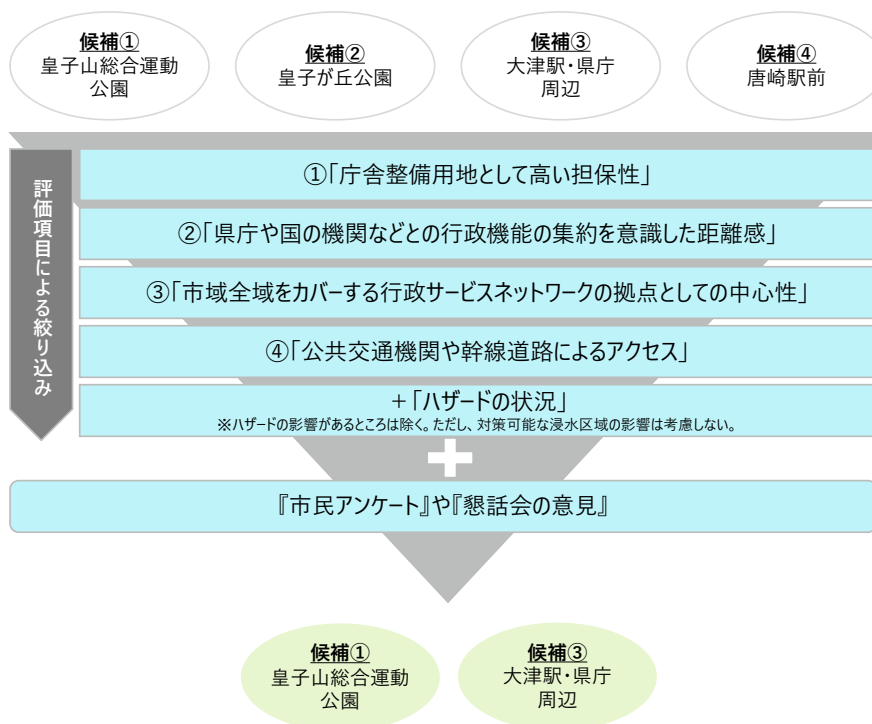 候補①
皇子山総合運動
公園
候補②
皇子が丘公園
候補③
大津駅・県庁
周辺
候補④
唐崎駅前
評価項目による絞り込み
①「庁舎整備用地として高い担保性」
②「県庁や国の機関などとの行政機能の集約を意識した距離感」
③「市域全域をカバーする行政サービスネットワークの拠点としての中心性」
④「公共交通機関や幹線道路によるアクセス」
+「ハザードの状況」
※ハザードの影響があるところは除く。ただし、対策可能な浸水区域の影響は考慮しない。
『市民アンケート』や『懇話会の意見』
候補①
皇子山総合運動
公園
候補③
大津駅・県庁
周辺